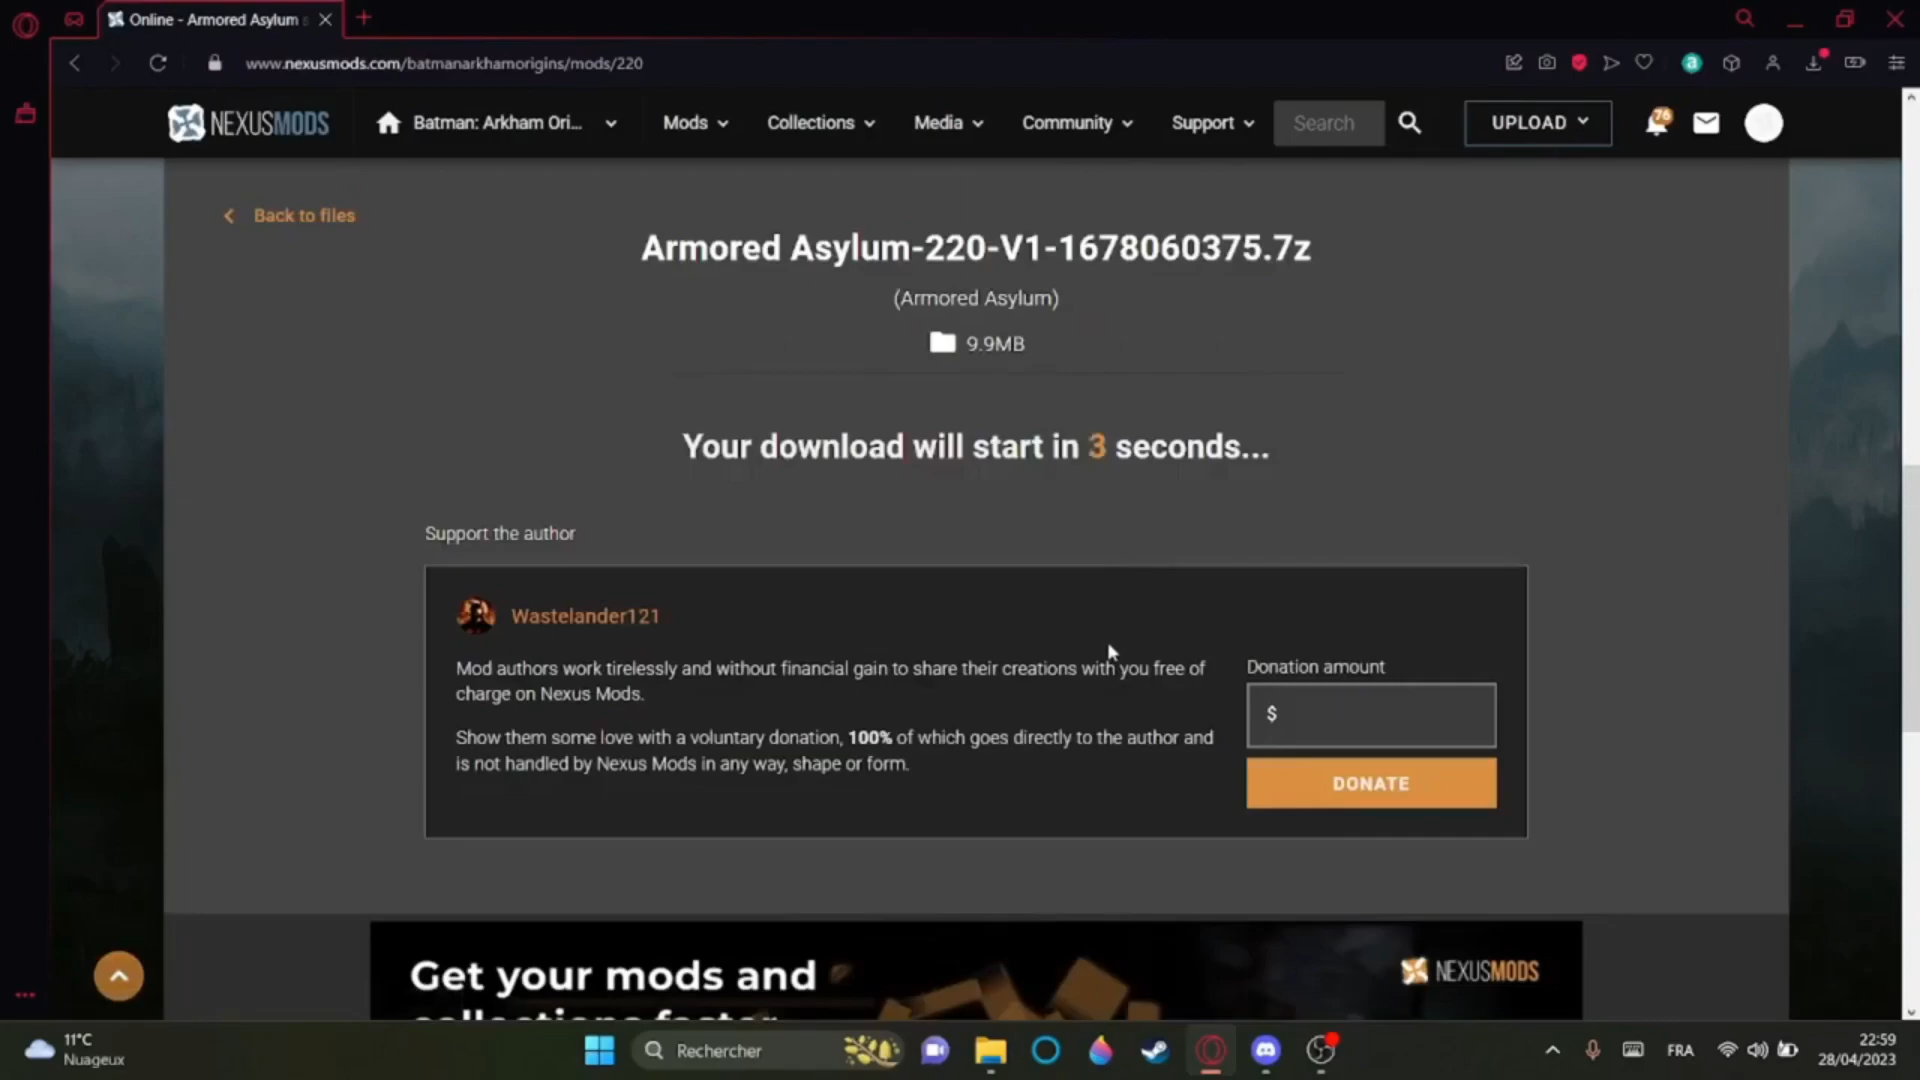 Online - Armored Asylum
www.nexusmods.com/batmanarkhamorigins/mods/220
NEXUSMODS
Batman: Arkham Ori...
Mods
Collections
Media
Community
Support
Search
UPLOAD
76
Back to files
Armored Asylum-220-V1-1678060375.7z
(Armored Asylum)
9.9MB
Your download will start in 3 seconds...
Support the author
Wastelander121
Mod authors work tirelessly and without financial gain to share their creations with you free of
charge on Nexus Mods.
Show them some love with a voluntary donation, 100% of which goes directly to the author and
is not handled by Nexus Mods in any way, shape or form.
Donation amount
$
DONATE
Get your mods and
collections faster
NEXUSMODS
11°C
Nuageux
Rechercher
FRA
22:59
28/04/2023